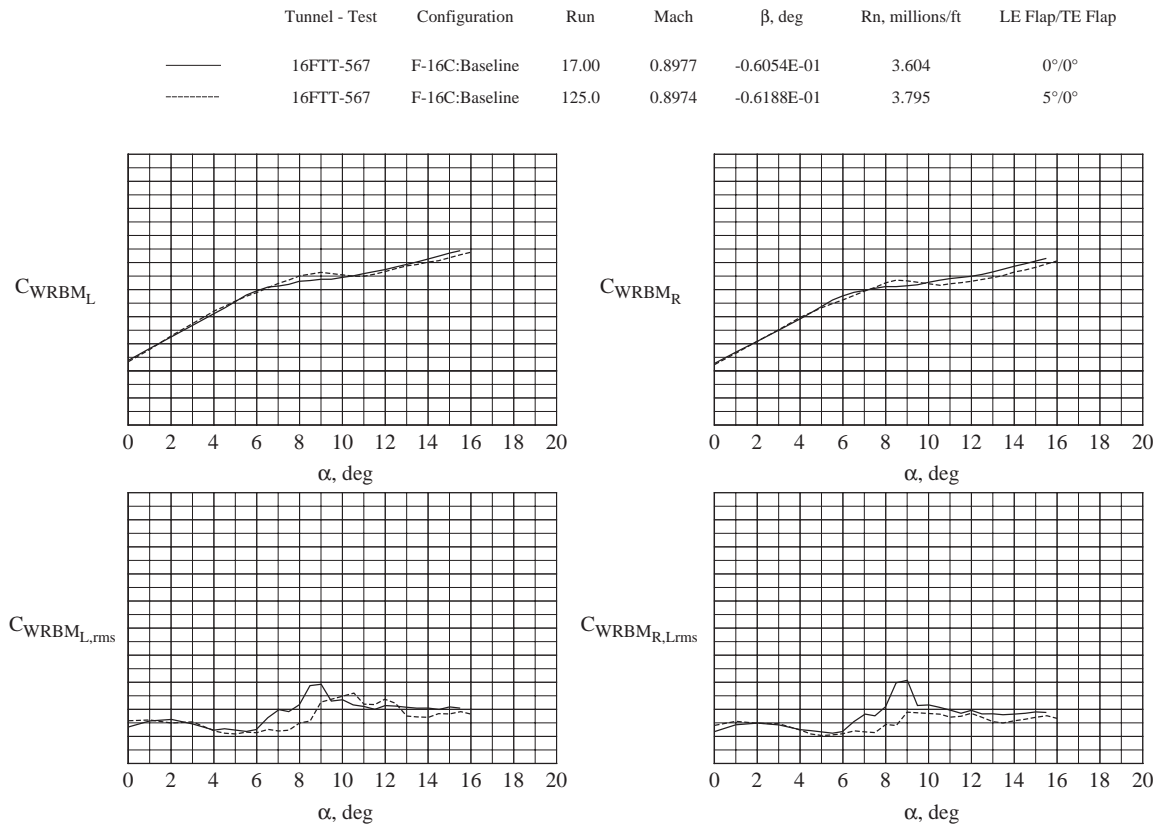 Tunnel - Test Configuration Run Mach β, deg Rn, millions/ft LE Flap/TE Flap
16FTT-567 F-16C:Baseline 17.00 0.8977 -0.6054E-01 3.604 0°/0°
16FTT-567 F-16C:Baseline 125.0 0.8974 -0.6188E-01 3.795 5°/0°
CWRBML
0 2 4 6 8 10 12 14 16 18 20
α, deg
CWRBMR
0 2 4 6 8 10 12 14 16 18 20
α, deg
CWRBML,rms
0 2 4 6 8 10 12 14 16 18 20
α, deg
CWRBMR,Lrms
0 2 4 6 8 10 12 14 16 18 20
α, deg